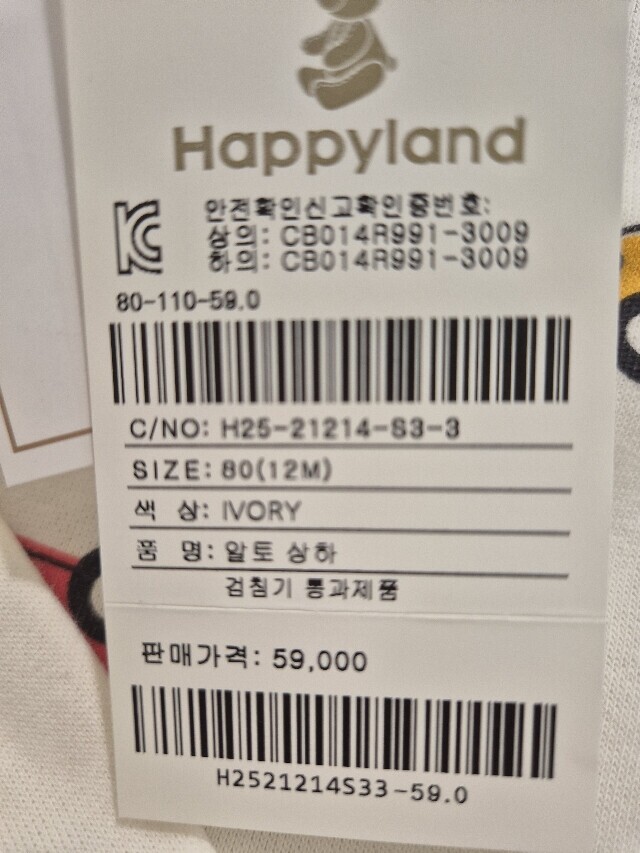 Happyland
안전확인신고확인증번호:
상의: CB014R991-3009
하의: CB014R991-3009
80-110-59.0
C/NO: H25-21214-S3-3
SIZE: 80(12M)
색 상: IVORY
품 명: 알토 상하
검침기 통과제품
판매가격: 59,000
H2521214S33-59.0